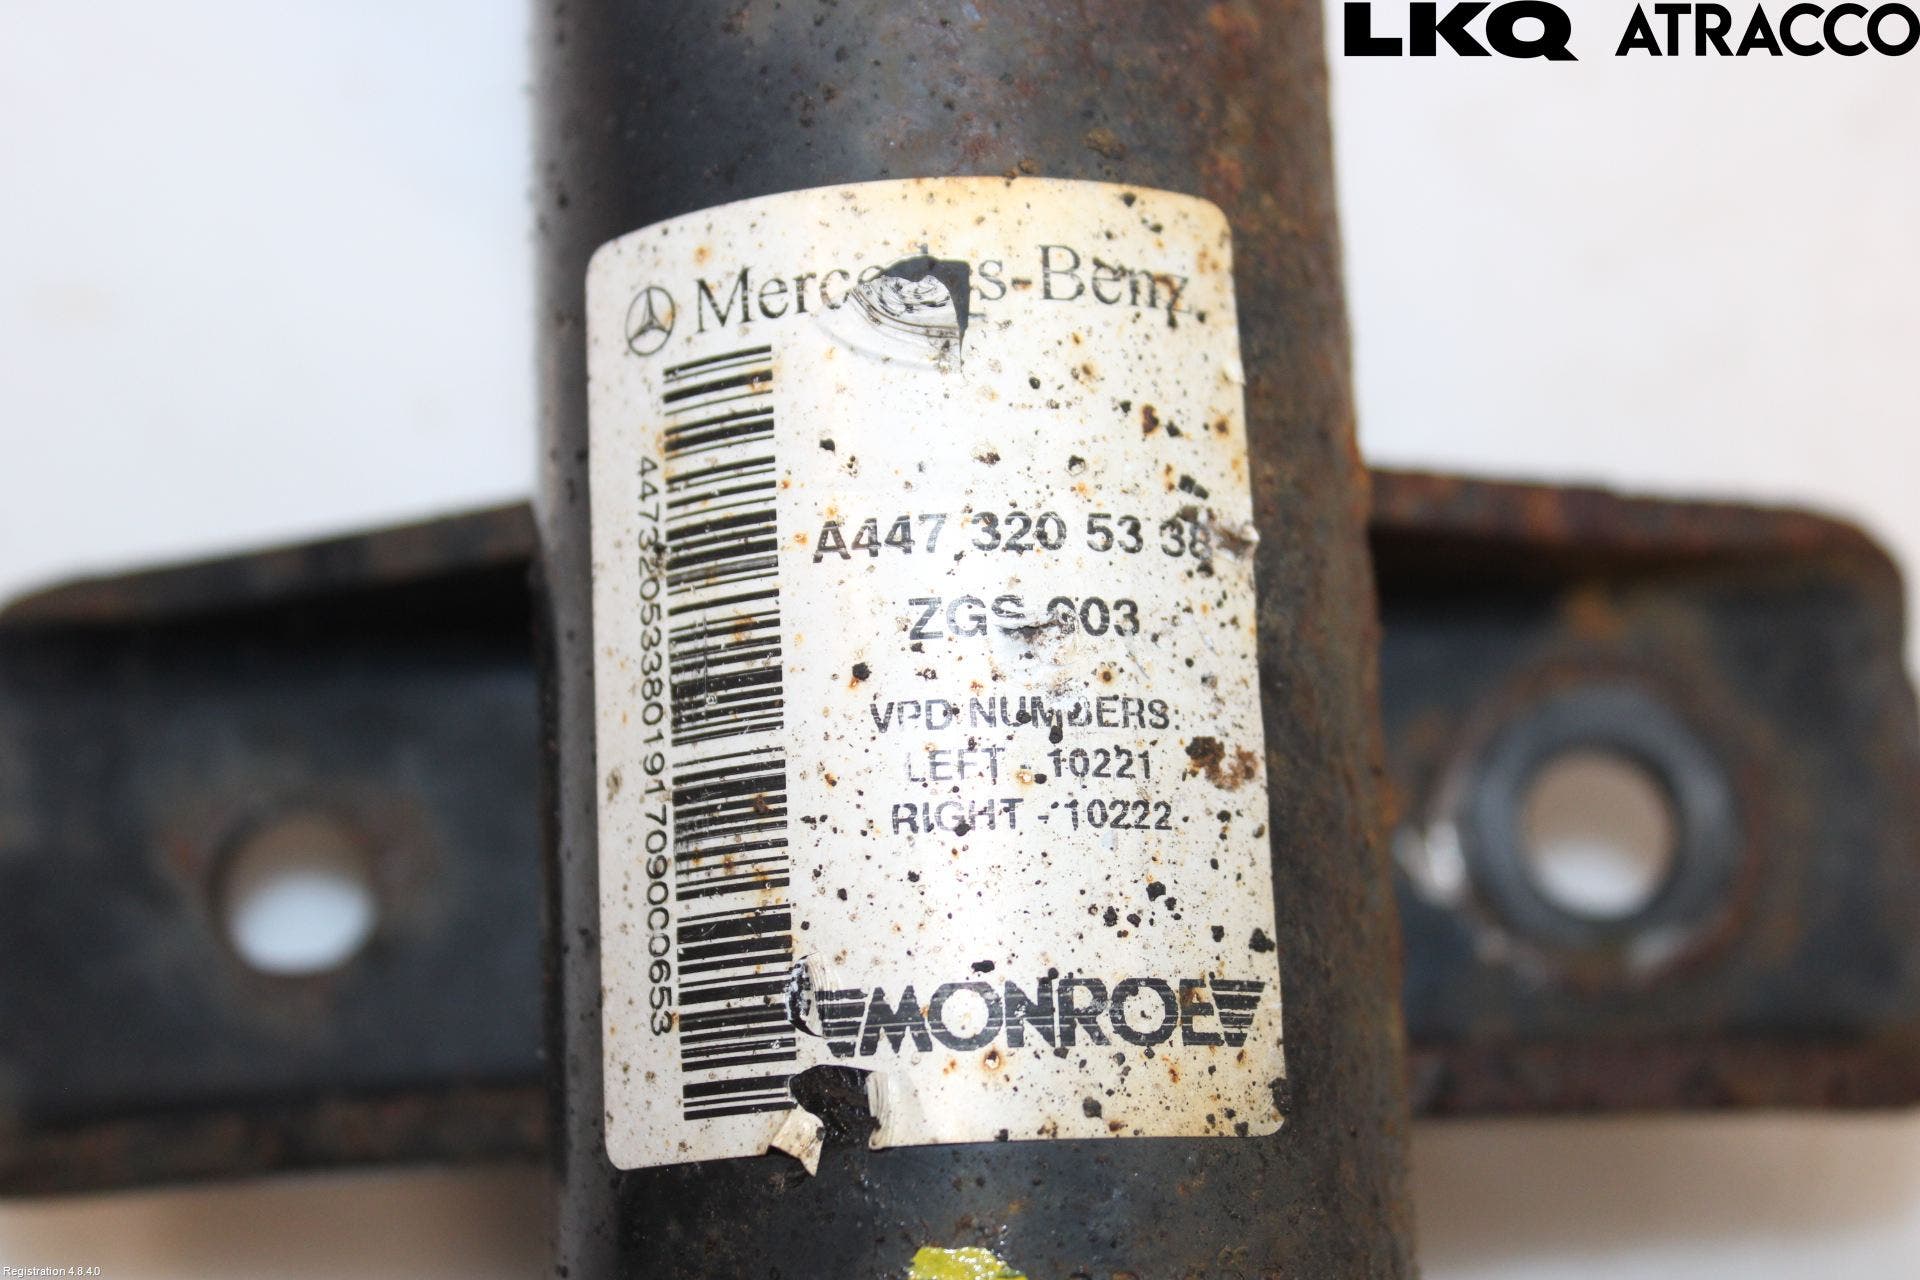 LKQ ATRACCO
Mercedes-Benz
A447 320 53 38
ZGS 003
VPD NUMBERS
LEFT - 10221
RIGHT - 10222
MONROE
Registration 4.8.4.0